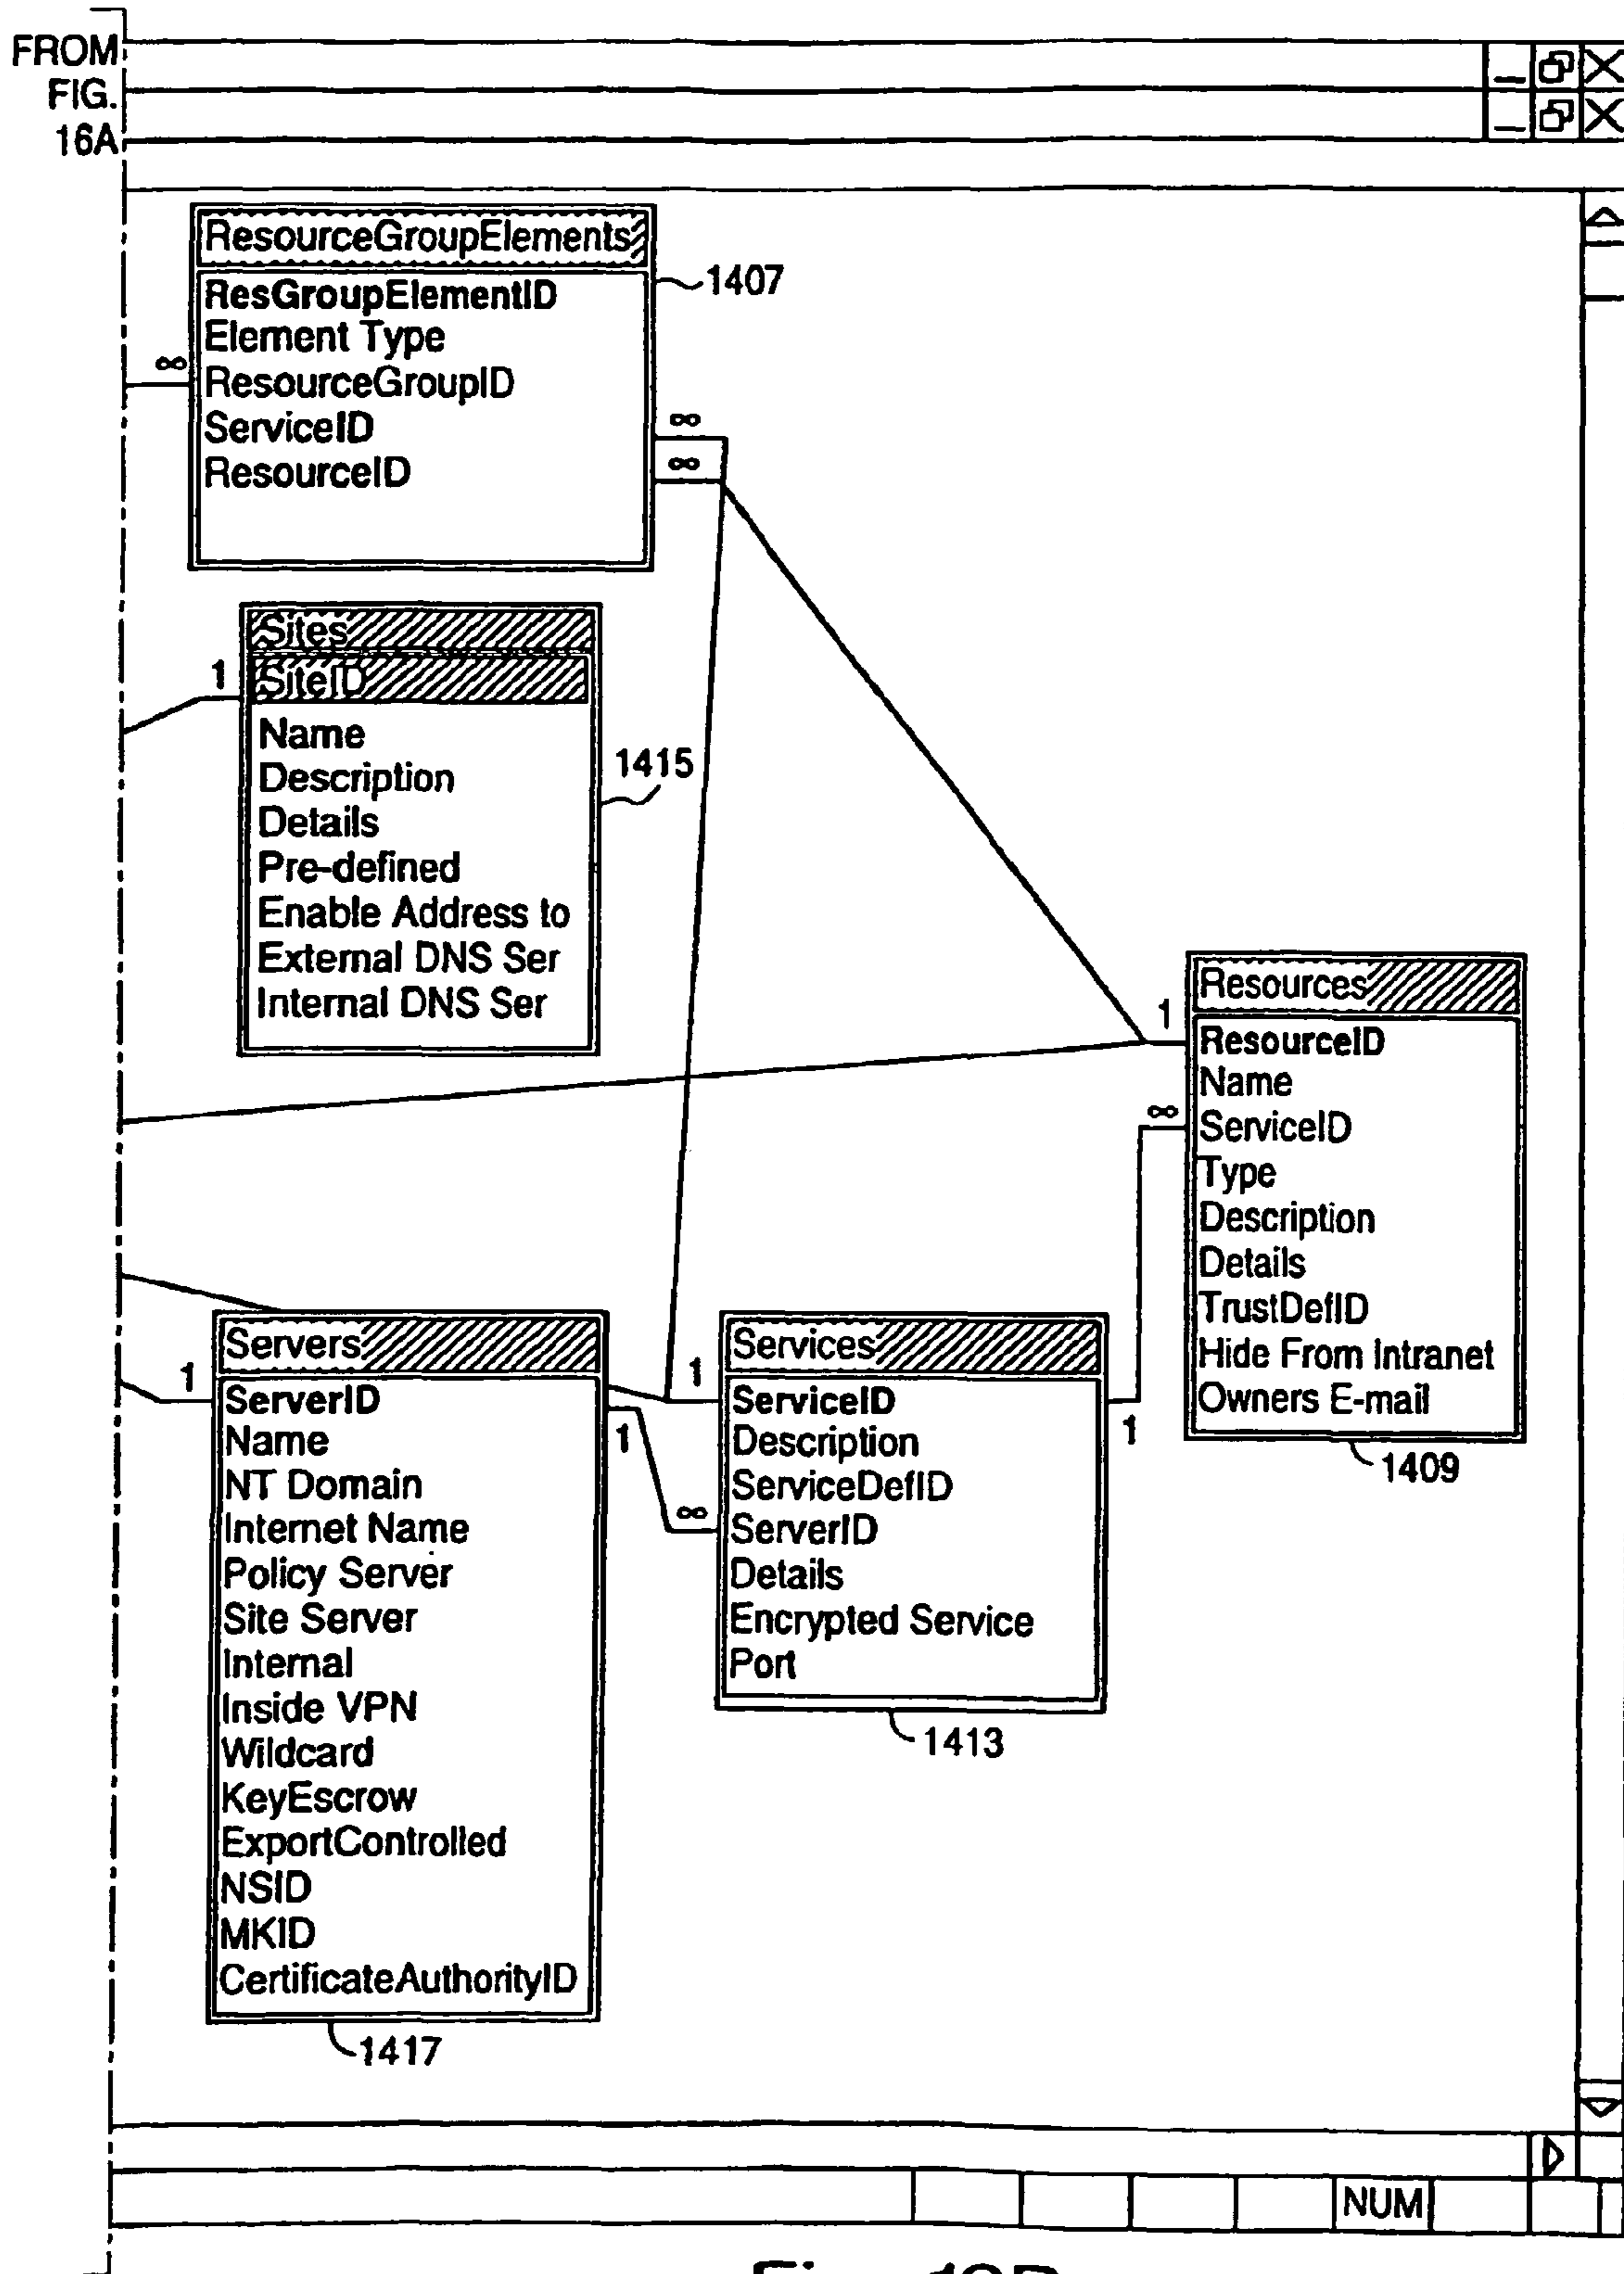 FROM
FIG.
16A
ResourceGroupElements
ResGroupElementID
Element Type
ResourceGroupID
ServiceID
ResourceID
∞
∞
∞
1407
Sites
SiteID
Name
Description
Details
Pre-defined
Enable Address to
External DNS Ser
Internal DNS Ser
1
1415
Resources
ResourceID
Name
ServiceID
Type
Description
Details
TrustDefID
Hide From Intranet
Owners E-mail
1
∞
1409
Servers
ServerID
Name
NT Domain
Internet Name
Policy Server
Site Server
Internal
Inside VPN
Wildcard
KeyEscrow
ExportControlled
NSID
MKID
CertificateAuthorityID
1
1
1417
Services
ServiceID
Description
ServiceDefID
ServerID
Details
Encrypted Service
Port
1
∞
1
1413
NUM